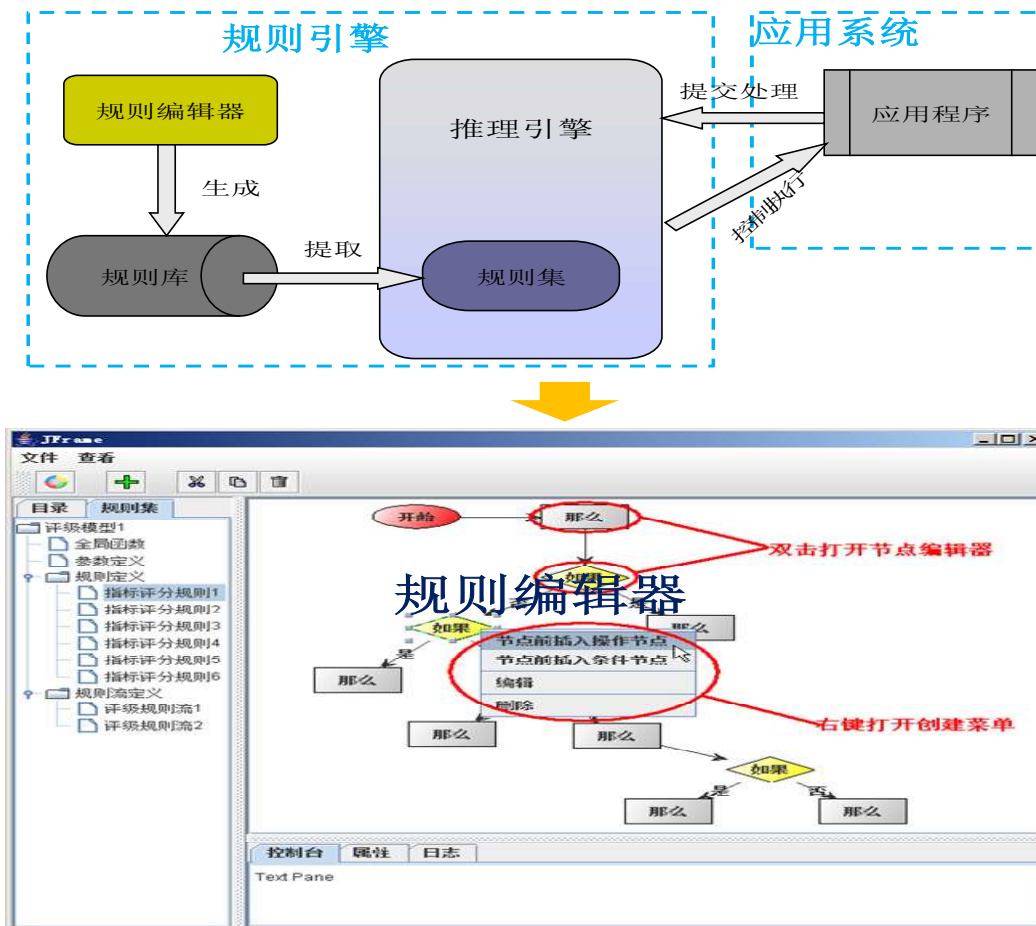 规则引擎
应用系统
规则编辑器
推理引擎
提交处理
应用程序
生成
控制执行
规则库
提取
规则集
JFrame
文件 查看
目录 规则集
评级模型1
全局函数
参数定义
规则定义
指标评分规则1
指标评分规则2
指标评分规则3
指标评分规则4
指标评分规则5
指标评分规则6
规则流定义
评级规则流1
评级规则流2
开始
那么
双击打开节点编辑器
如果
规则编辑器
否
是
如果
那么
节点前插入操作节点
节点前插入条件节点
编辑
删除
是
那么
右键打开创建菜单
那么
那么
如果
是
否
那么
那么
控制台 属性 日志
Text Pane